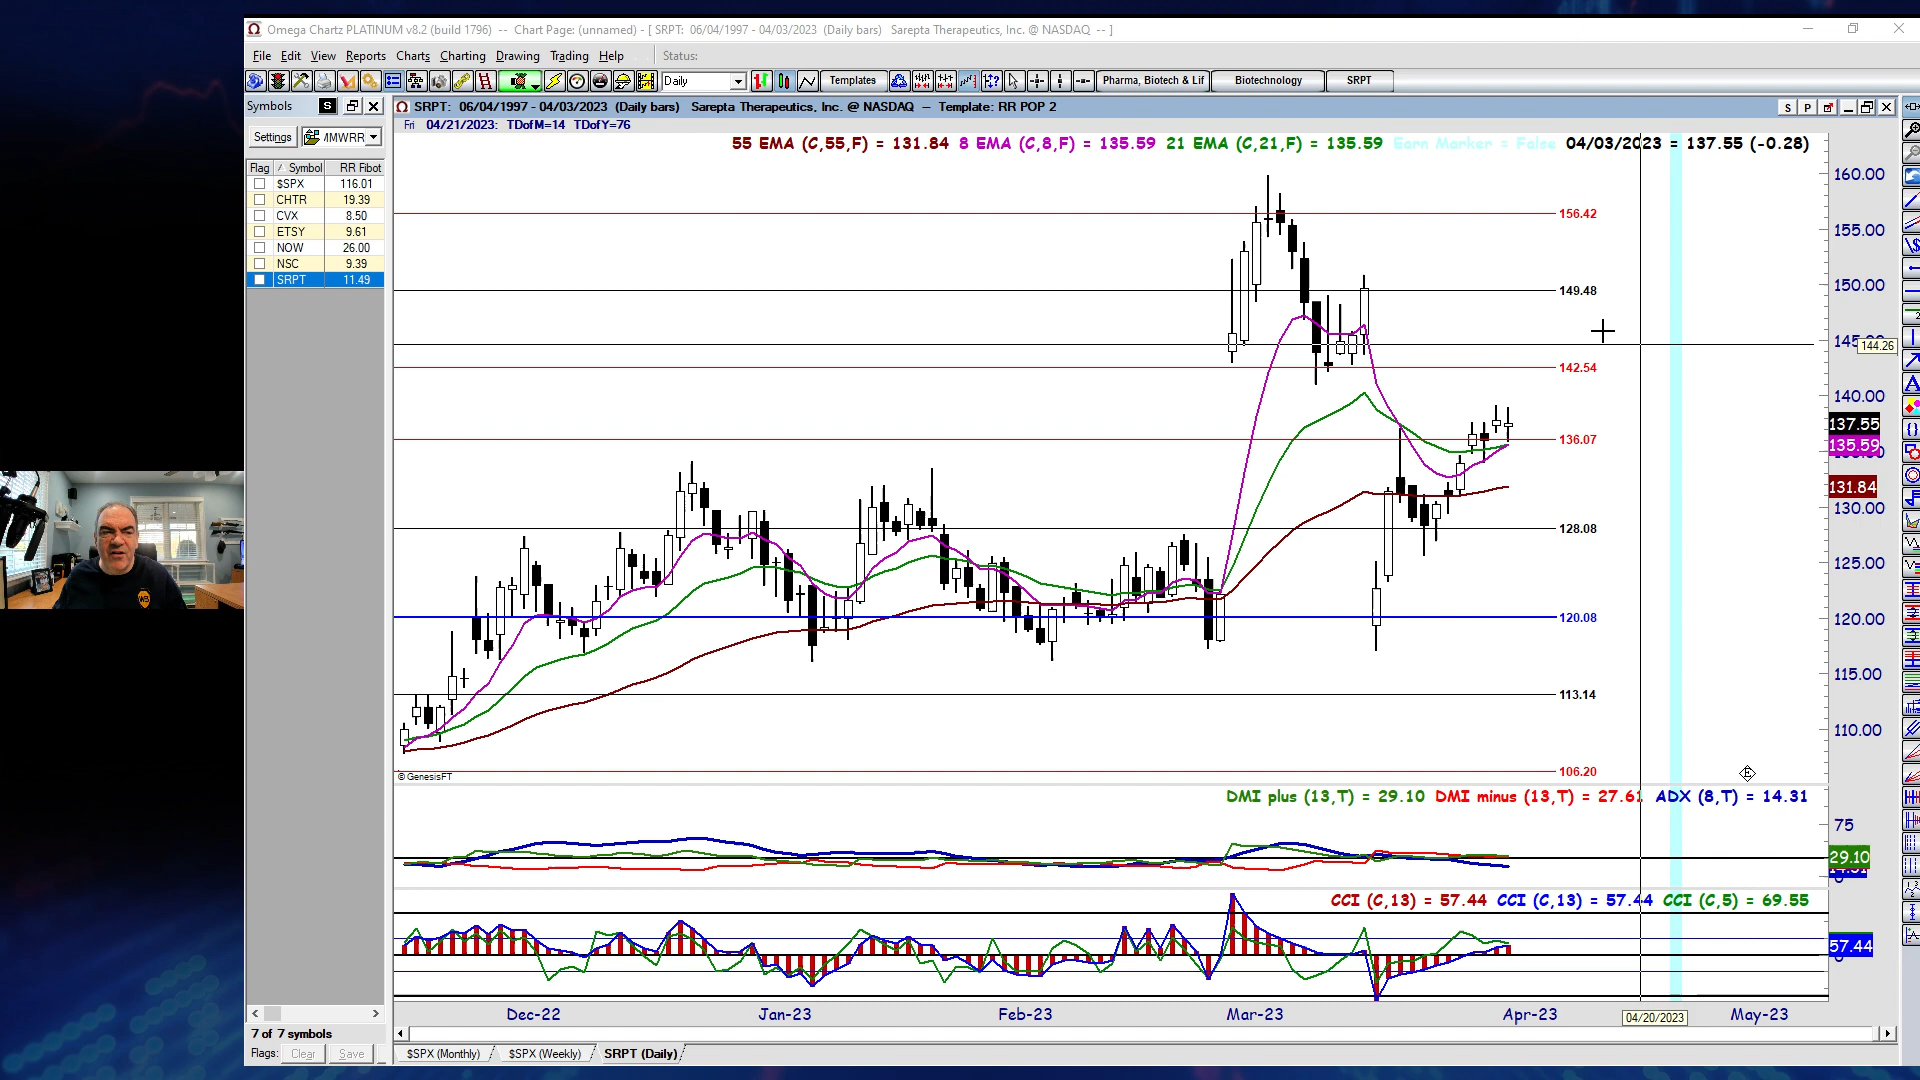 Omega Chartz PLATINUM v8.2 (build 1796) -- Chart Page: (unnamed) - [ SRPT: 06/04/1997 - 04/03/2023 (Daily bars) Sarepta Therapeutics, Inc. @ NASDAQ -- ]
File Edit View Reports Charts Charting Drawing Trading Help Status:
Daily Templates Pharma, Biotech & Lif Biotechnology SRPT
Symbols S
SRPT: 06/04/1997 - 04/03/2023 (Daily bars) Sarepta Therapeutics, Inc. @ NASDAQ — Template: RR POP 2
S P
Fri 04/21/2023: TDofM=14 TDofY=76
Settings /MWRR
55 EMA (C,55,F) = 131.84 8 EMA (C,8,F) = 135.59 21 EMA (C,21,F) = 135.59 Earn Marker = False 04/03/2023 = 137.55 (-0.28)
Flag Symbol RR Fibot
$SPX 116.01
CHTR 19.39
CVX 8.50
ETSY 9.61
NOW 26.00
NSC 9.39
SRPT 11.49
160.00
156.42
155.00
149.48
150.00
144.26
142.54
140.00
137.55
136.07
135.59
131.84
130.00
128.08
125.00
120.08
120.00
115.00
113.14
110.00
106.20
© GenesisFT
E
DMI plus (13,T) = 29.10 DMI minus (13,T) = 27.61 ADX (8,T) = 14.31
75
29.10
CCI (C,13) = 57.44 CCI (C,13) = 57.44 CCI (C,5) = 69.55
57.44
Dec-22 Jan-23 Feb-23 Mar-23 Apr-23 04/20/2023 May-23
7 of 7 symbols
Flags: Clear Save
$SPX (Monthly) $SPX (Weekly) SRPT (Daily)